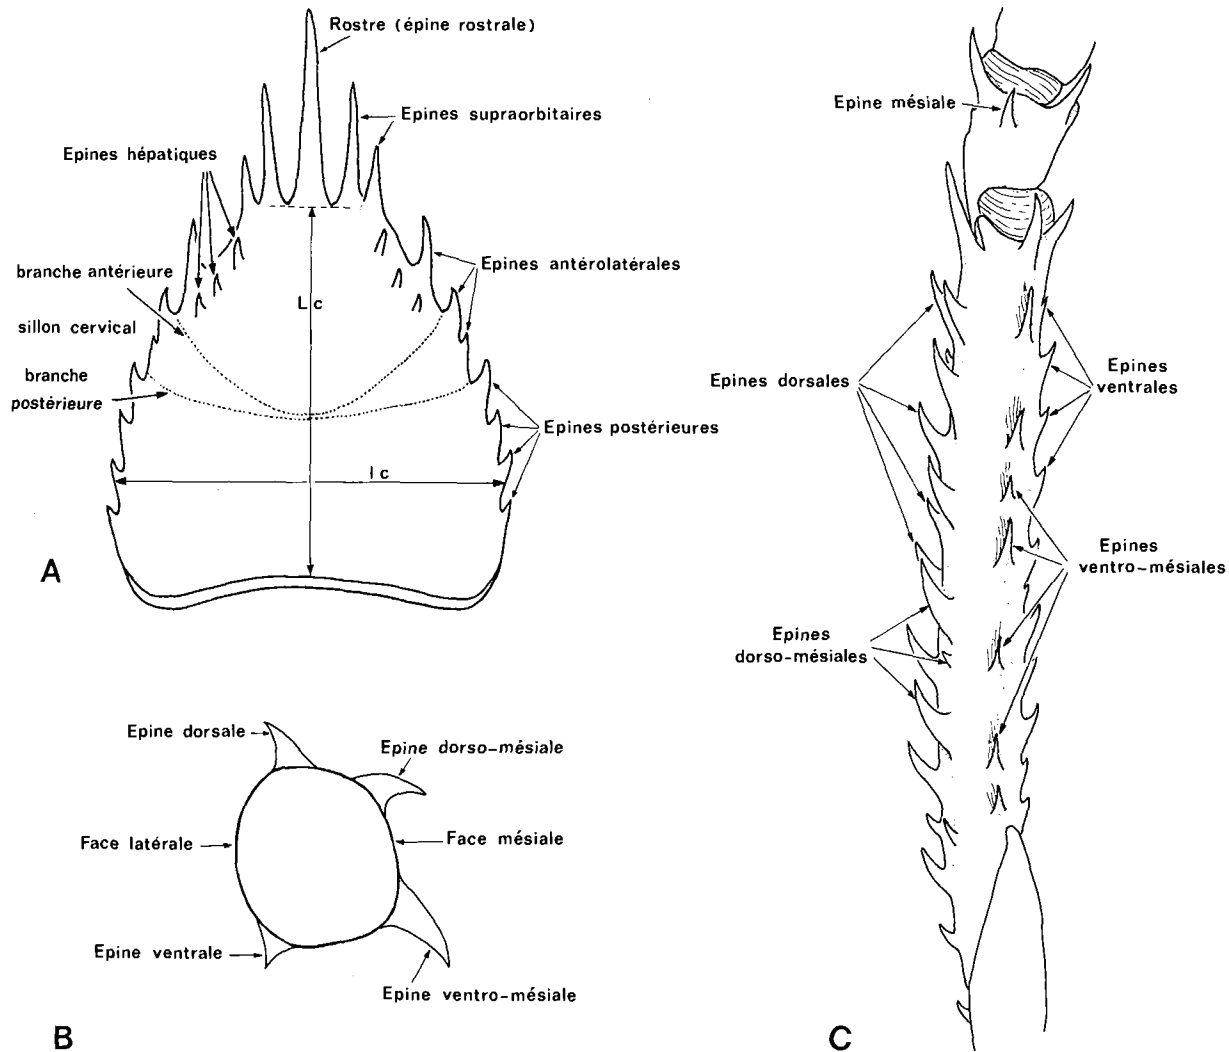 Rostre (épine rostrale)
Epines supraorbitaires
Epines hépatiques
Epines antérolatérales
branche antérieure
sillon cervical
branche
postérieure
Lc
Epines postérieures
lc
A
Epine dorsale
Epine dorso-mésiale
Face latérale
Face mésiale
Epine ventrale
Epine ventro-mésiale
B
Epine mésiale
Epines dorsales
Epines
ventrales
Epines
ventro-mésiales
Epines
dorso-mésiales
C